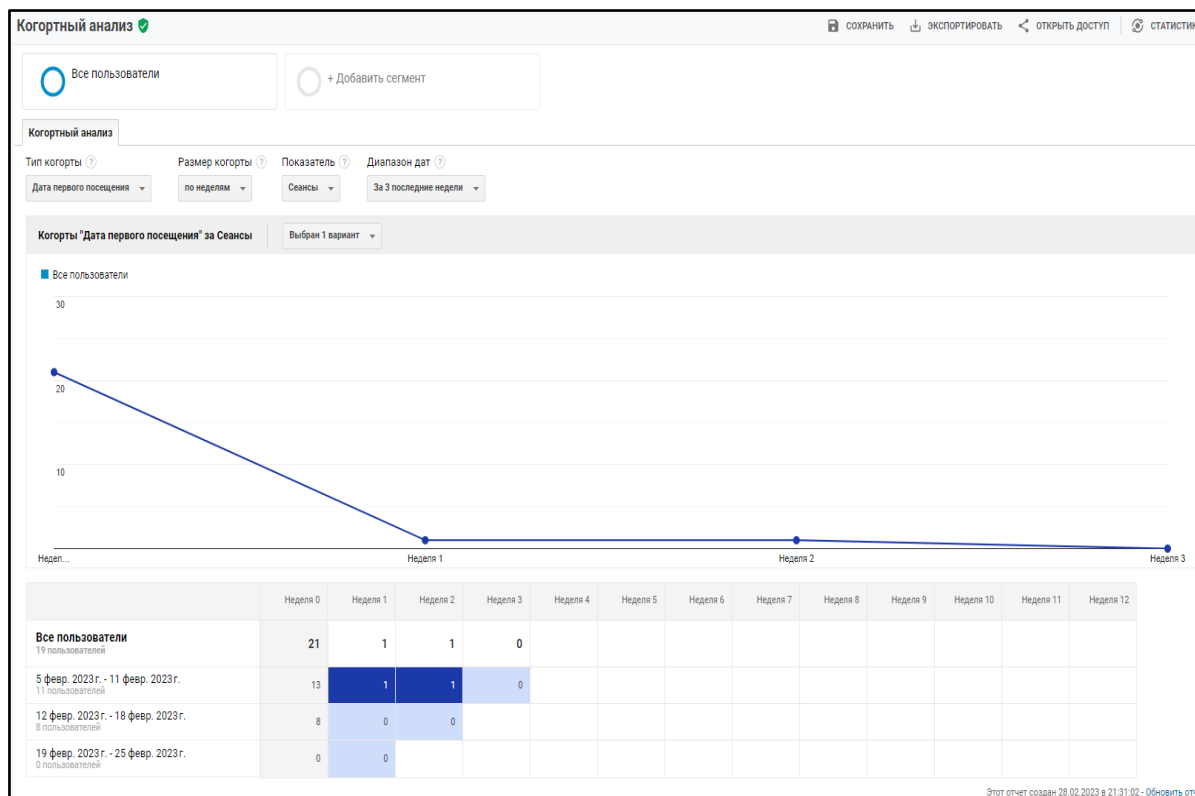 Когортный анализ
СОХРАНИТЬ ЭКСПОРТИРОВАТЬ ОТКРЫТЬ ДОСТУП СТАТИСТИК
Все пользователи
+ Добавить сегмент
Когортный анализ
Тип когорты ? Размер когорты ? Показатель ? Диапазон дат ?
Дата первого посещения по неделям Сеансы За 3 последние недели
Когорты "Дата первого посещения" за Сеансы Выбран 1 вариант
Все пользователи
30
20
10
Недел... Неделя 1 Неделя 2 Неделя 3
Неделя 0 Неделя 1 Неделя 2 Неделя 3 Неделя 4 Неделя 5 Неделя 6 Неделя 7 Неделя 8 Неделя 9 Неделя 10 Неделя 11 Неделя 12
Все пользователи 21 1 1 0
19 пользователей
5 февр. 2023 г. - 11 февр. 2023 г. 13 1 1 0
11 пользователей
12 февр. 2023 г. - 18 февр. 2023 г. 8 0 0
8 пользователей
19 февр. 2023 г. - 25 февр. 2023 г. 0 0
0 пользователей
Этот отчет создан 28.02.2023 в 21:31:02 - Обновить отч